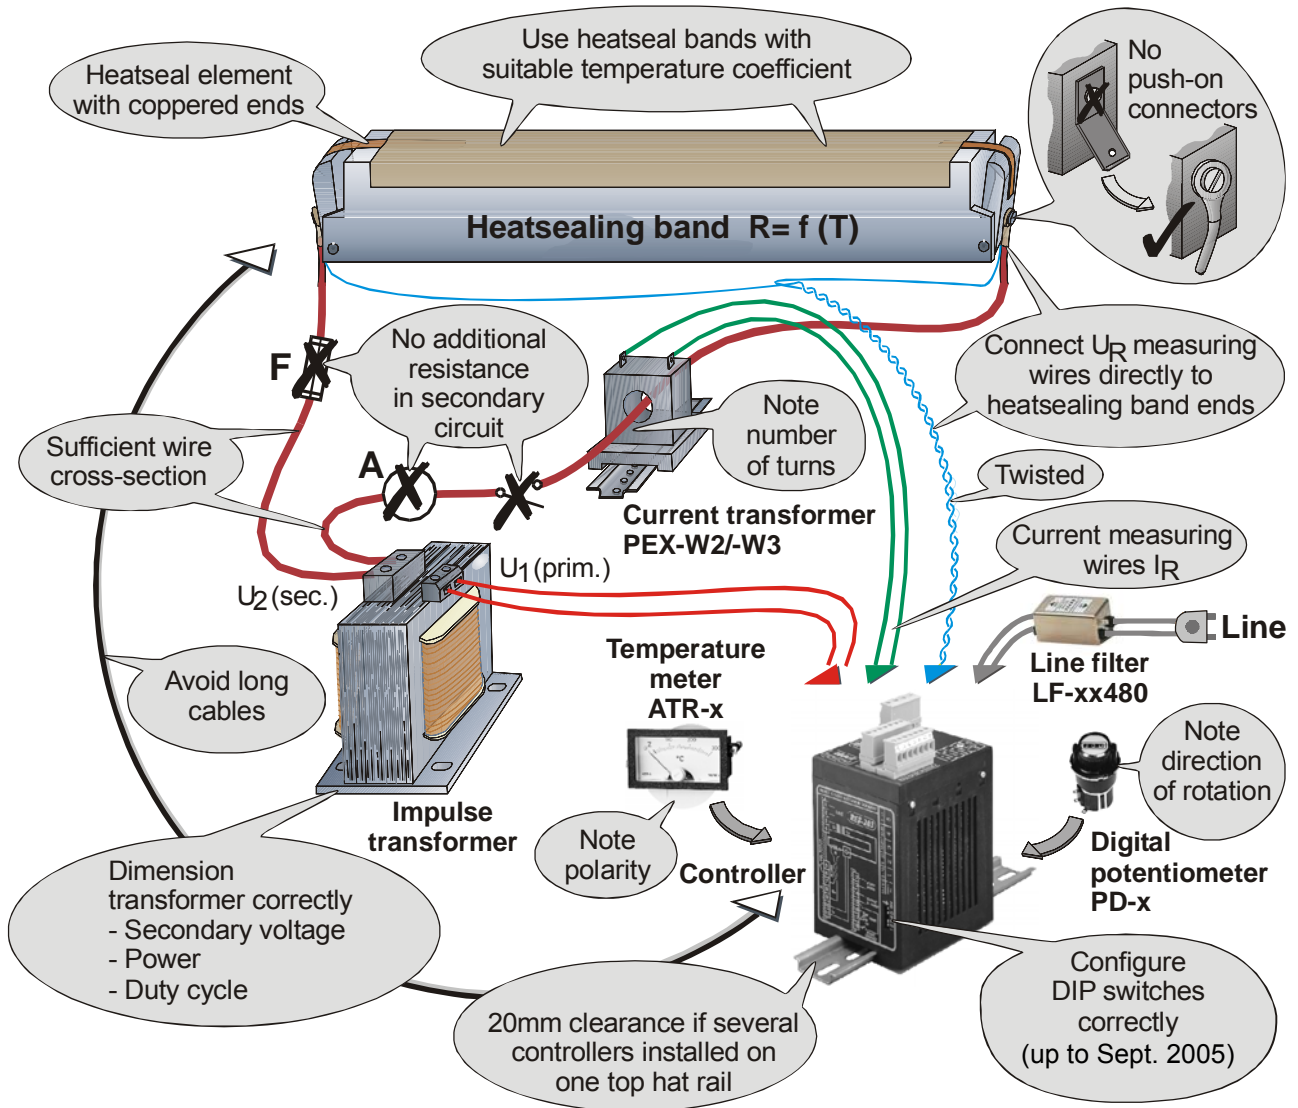 Use heatseal bands with
suitable temperature coefficient
Heatseal element
with coppered ends
No
push-on
connectors
Heatsealing band R= f (T)
F
No additional
resistance
in secondary
circuit
Connect UR measuring
wires directly to
heatsealing band ends
Note
number
of turns
Sufficient wire
cross-section
A
Twisted
Current transformer
PEX-W2/-W3
Current measuring
wires IR
U1 (prim.)
U2 (sec.)
Line
Temperature
meter
ATR-x
Line filter
LF-xx480
Avoid long
cables
Note
direction
of rotation
°C
Impulse
transformer
Note
polarity
Controller
Digital
potentiometer
PD-x
Dimension
transformer correctly
- Secondary voltage
- Power
- Duty cycle
Configure
DIP switches
correctly
(up to Sept. 2005)
20mm clearance if several
controllers installed on
one top hat rail